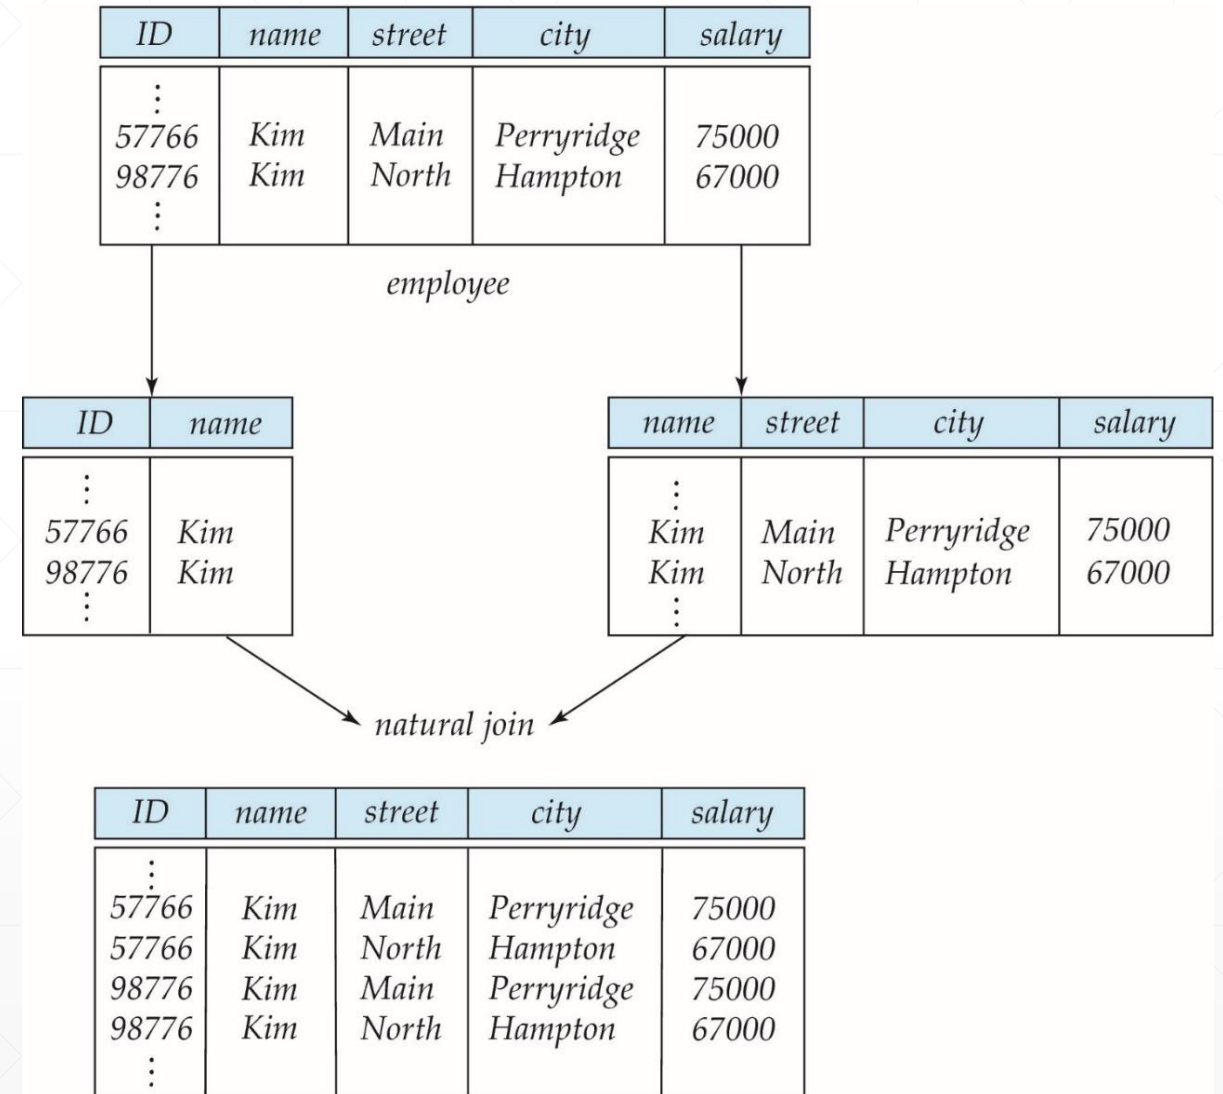 ID name street city salary
⋮
57766 Kim Main Perryridge 75000
98776 Kim North Hampton 67000
⋮
employee
ID name
⋮
57766 Kim
98776 Kim
⋮
name street city salary
⋮
Kim Main Perryridge 75000
Kim North Hampton 67000
⋮
natural join
ID name street city salary
⋮
57766 Kim Main Perryridge 75000
57766 Kim North Hampton 67000
98776 Kim Main Perryridge 75000
98776 Kim North Hampton 67000
⋮